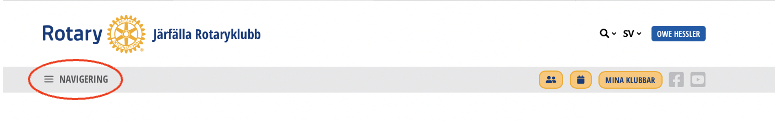 Rotary
Järfälla Rotaryklubb
SV
OWE HESSLER
NAVIGERING
MINA KLUBBAR